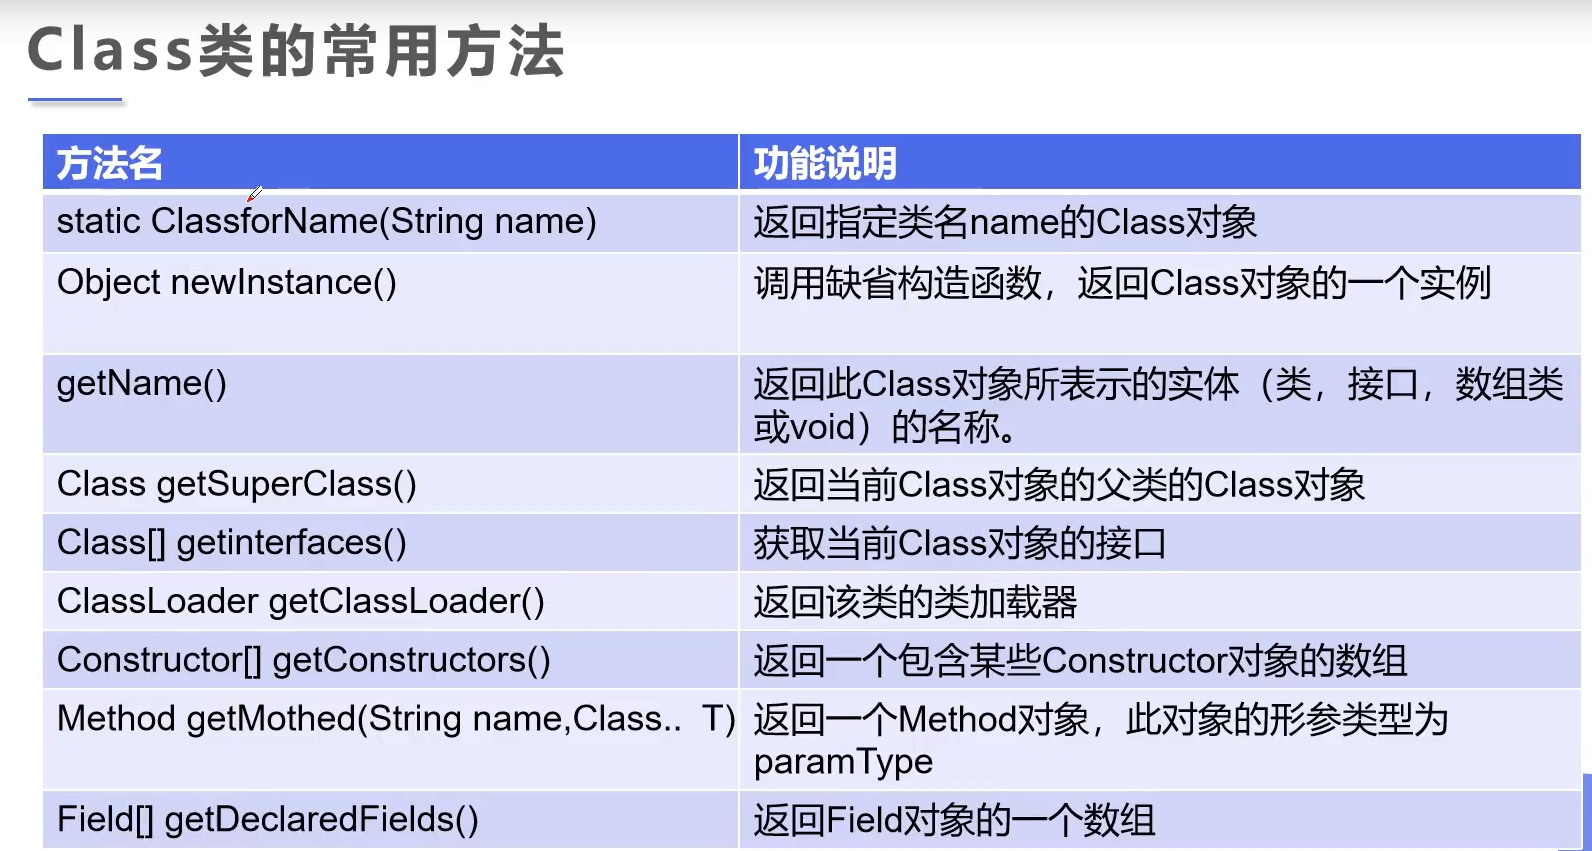 Class类的常用方法
方法名
功能说明
static ClassforName(String name)
返回指定类名name的Class对象
Object newInstance()
调用缺省构造函数，返回Class对象的一个实例
getName()
返回此Class对象所表示的实体（类，接口，数组类
或void）的名称。
Class getSuperClass()
返回当前Class对象的父类的Class对象
Class[] getinterfaces()
获取当前Class对象的接口
ClassLoader getClassLoader()
返回该类的类加载器
Constructor[] getConstructors()
返回一个包含某些Constructor对象的数组
Method getMothed(String name,Class.. T)
返回一个Method对象，此对象的形参类型为
paramType
Field[] getDeclaredFields()
返回Field对象的一个数组